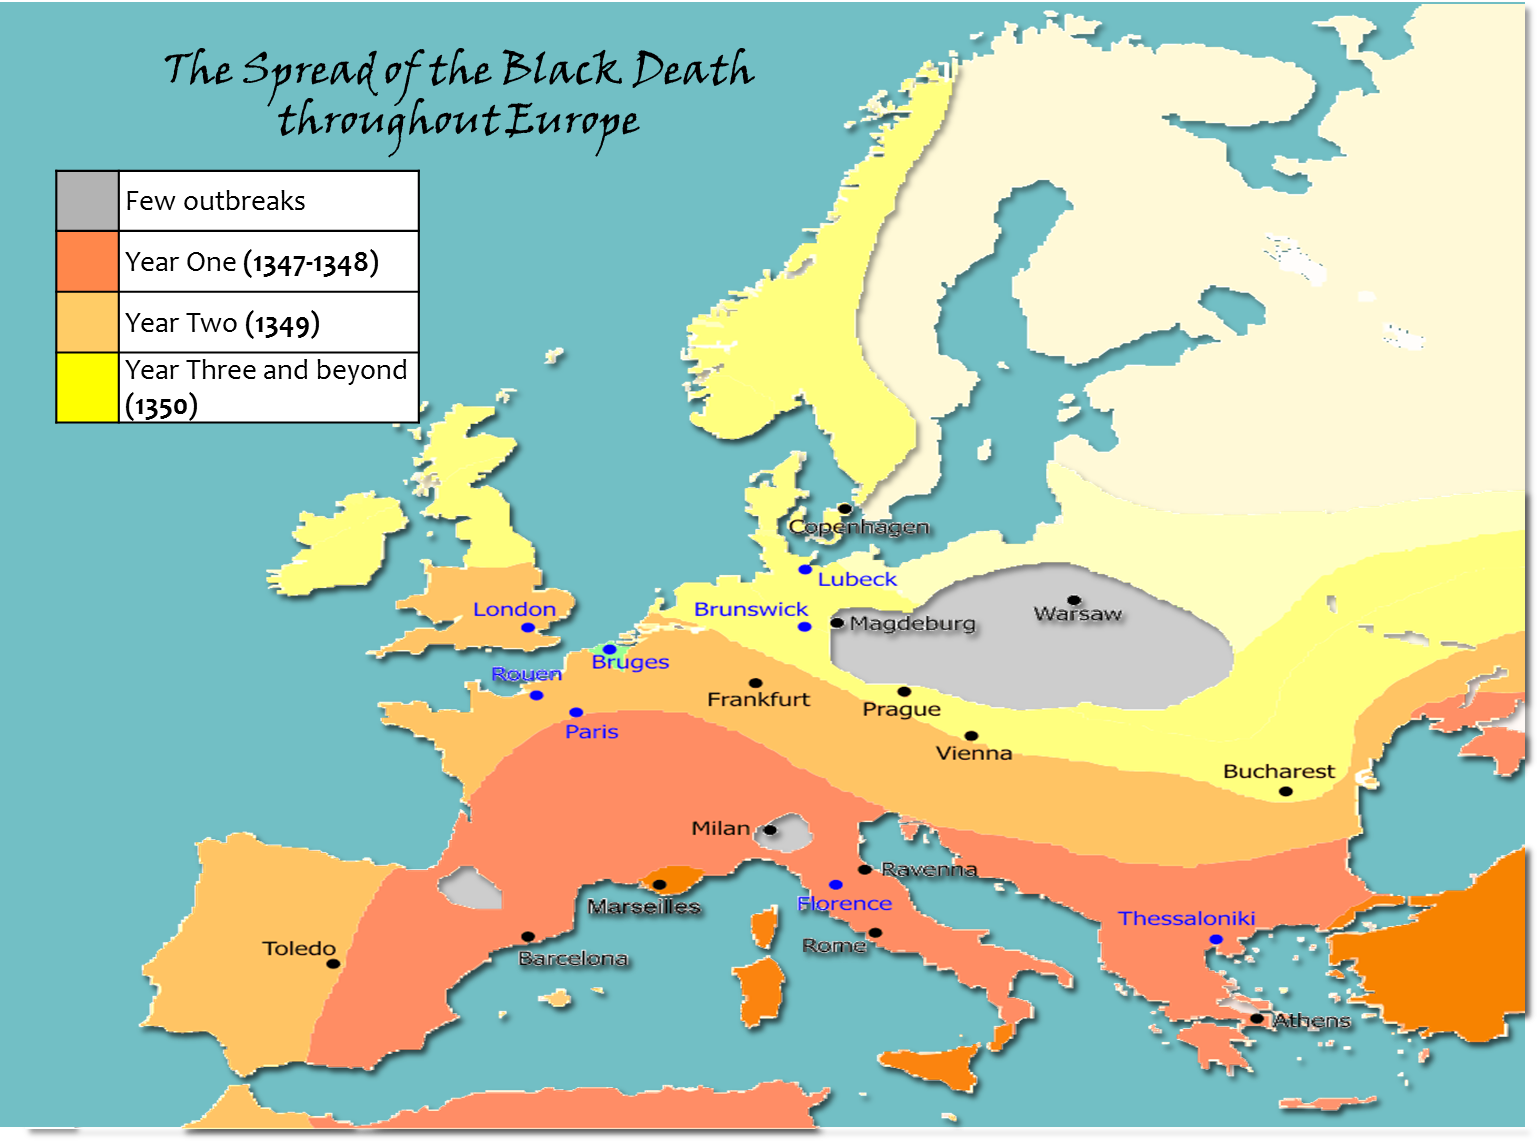 The Spread of the Black Death
throughout Europe
Few outbreaks
Year One (1347-1348)
Year Two (1349)
Year Three and beyond
(1350)
Copenhagen
Lubeck
London
Brunswick
Magdeburg
Warsaw
Bruges
Rouen
Frankfurt
Prague
Paris
Vienna
Bucharest
Milan
Ravenna
Marseilles
Florence
Thessaloniki
Toledo
Rome
Barcelona
Athens